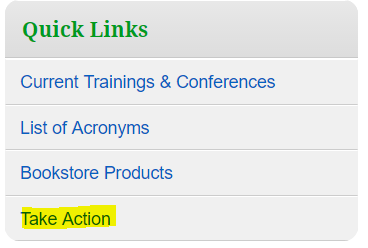 Quick Links
Current Trainings & Conferences
List of Acronyms
Bookstore Products
Take Action